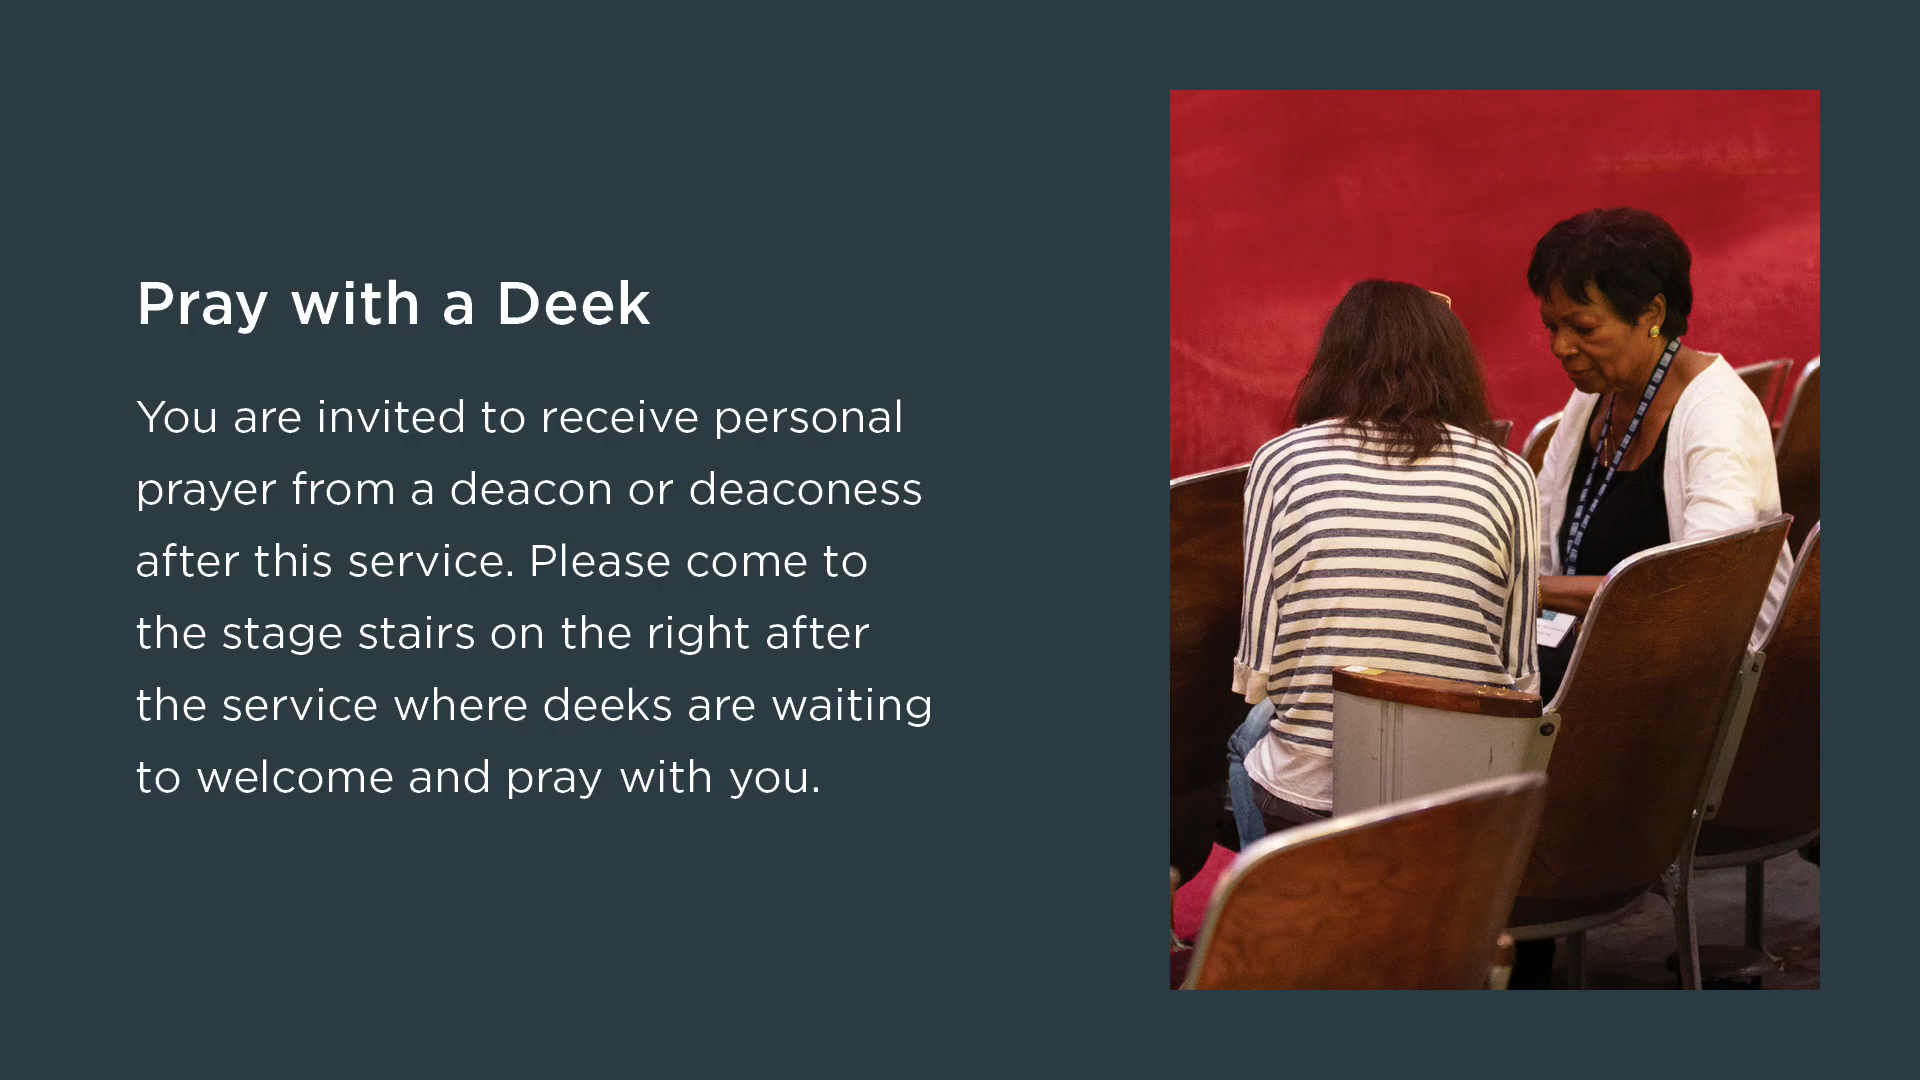 Pray with a Deek
You are invited to receive personal
prayer from a deacon or deaconess
after this service. Please come to
the stage stairs on the right after
the service where deeks are waiting
to welcome and pray with you.